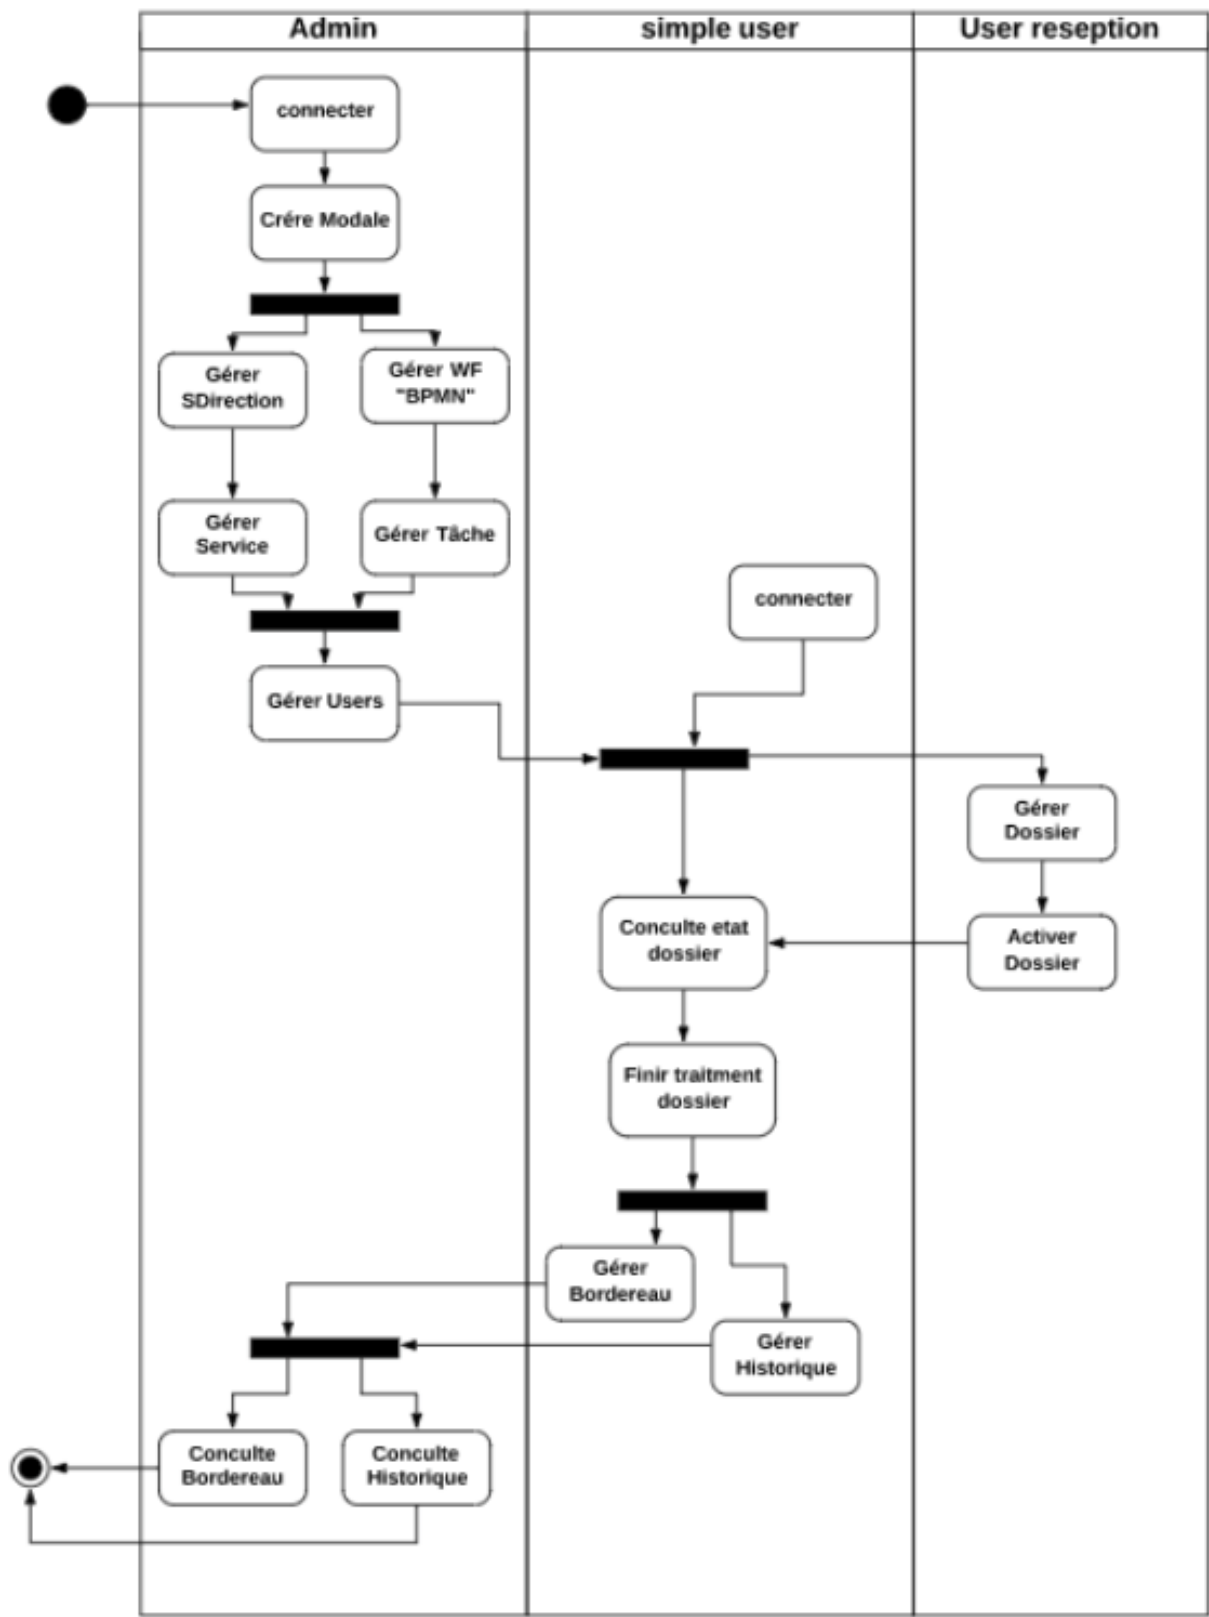 Admin
simple user
User reseption
connecter
Crére Modale
Gérer
SDirection
Gérer WF
"BPMN"
Gérer
Service
Gérer Tâche
connecter
Gérer Users
Gérer
Dossier
Conculte etat
dossier
Activer
Dossier
Finir traitment
dossier
Gérer
Bordereau
Gérer
Historique
Conculte
Bordereau
Conculte
Historique